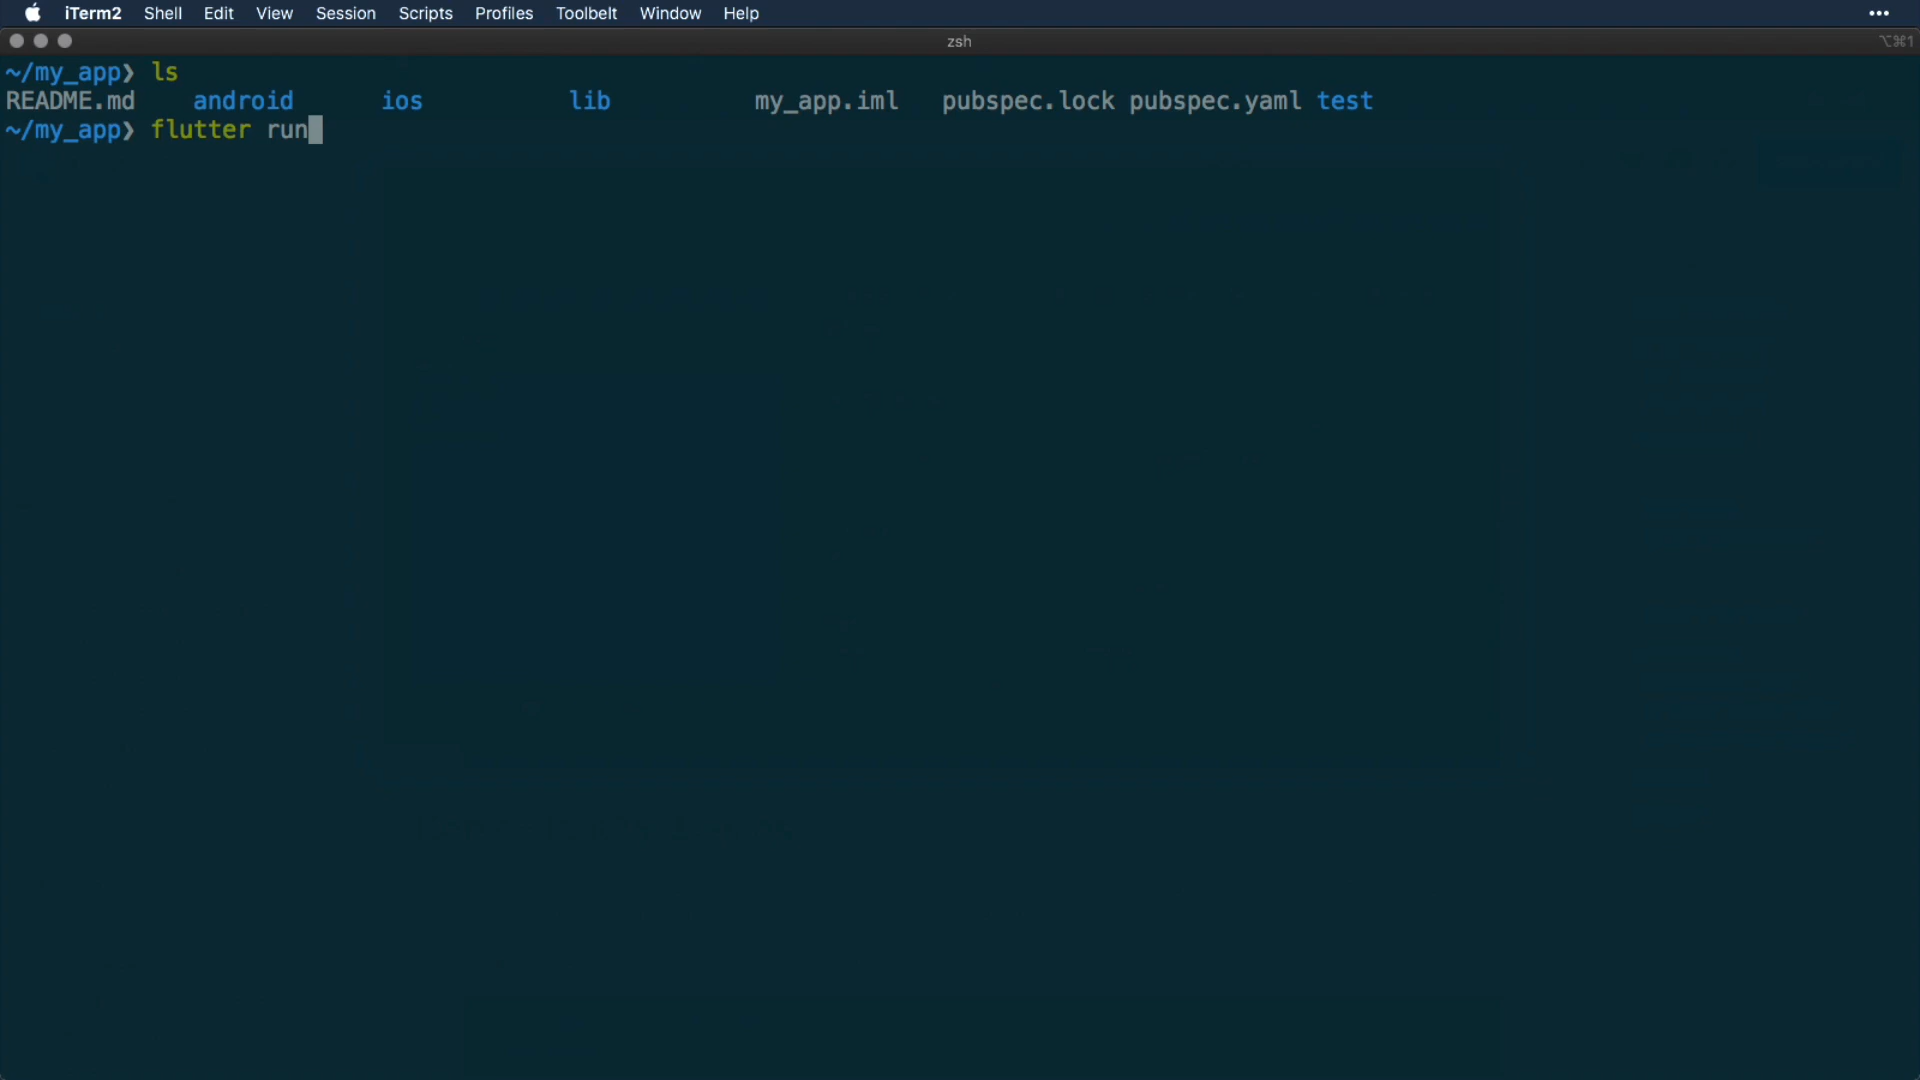 iTerm2 Shell Edit View Session Scripts Profiles Toolbelt Window Help •••
zsh ⌥⌘1
~/my_app❯ ls
README.md android ios lib my_app.iml pubspec.lock pubspec.yaml test
~/my_app❯ flutter run